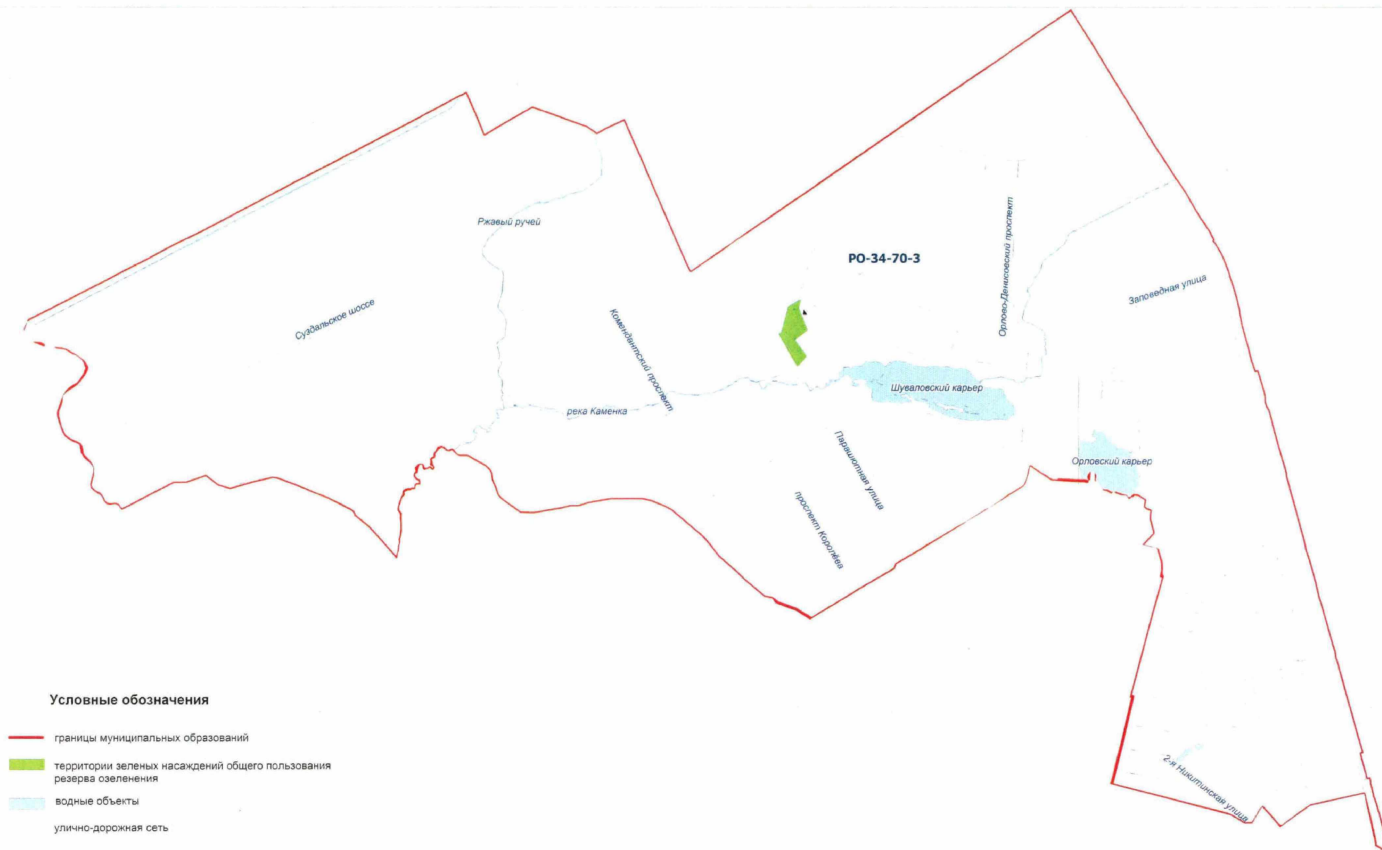 Ржавый ручей
Суздальское шоссе
Комендантский проспект
река Каменка
РО-34-70-3
Орлово-Денисовский проспект
Заповедная улица
Шуваловский карьер
Парашютная улица
проспект Королёва
Орловский карьер
2-я Никитинская улица
Условные обозначения
границы муниципальных образований
территории зеленых насаждений общего пользования
резерва озеленения
водные объекты
улично-дорожная сеть